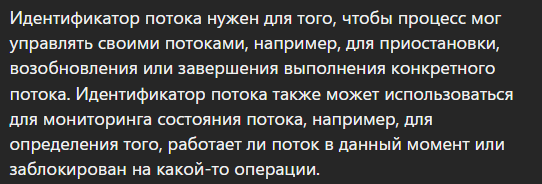 Идентификатор потока нужен для того, чтобы процесс мог
управлять своими потоками, например, для приостановки,
возобновления или завершения выполнения конкретного
потока. Идентификатор потока также может использоваться
для мониторинга состояния потока, например, для
определения того, работает ли поток в данный момент или
заблокирован на какой-то операции.